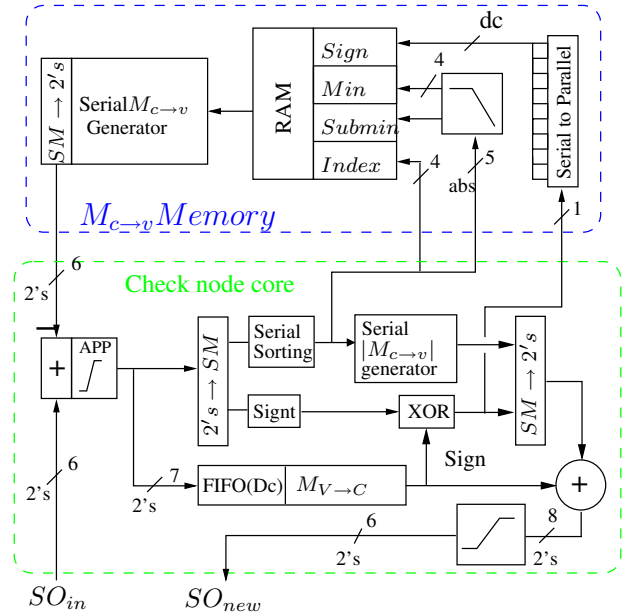 dc
Sign
Min
Submin
Index
RAM
4
5
abs
4
1
Serial to Parallel
SM → 2's
Serial M_{c→v}
Generator
M_{c→v} Memory
6
2's
Check node core
+
APP
2's → SM
Serial
Sorting
Serial
|M_{c→v}|
generator
SM → 2's
Signt
XOR
Sign
7
2's
FIFO(Dc)
M_{V→C}
+
6
2's
6
2's
8
2's
SO_{in}
SO_{new}